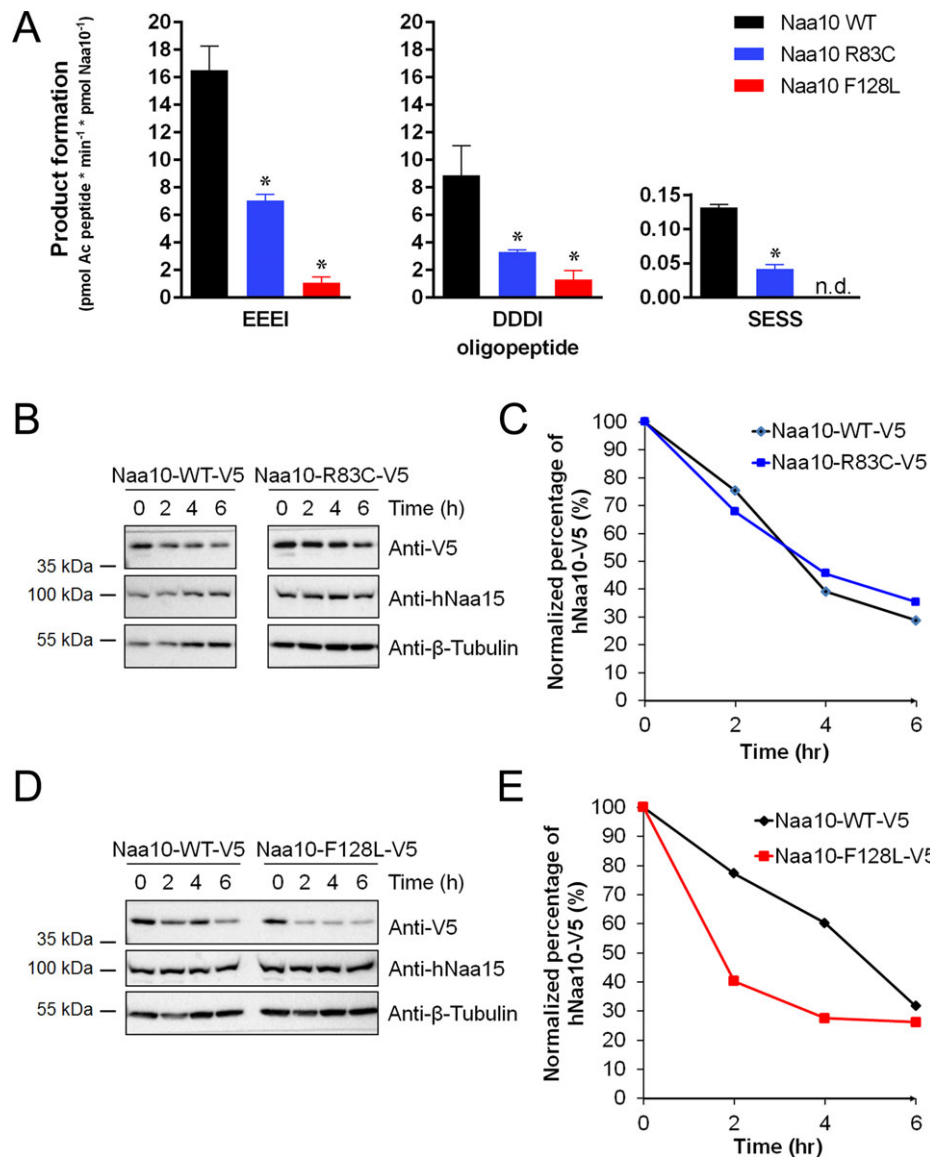 A
Product formation
(pmol Ac peptide * min⁻¹ * pmol Naa10⁻¹)
20
18
16
14
12
10
8
6
4
2
0
*
*
EEEI
20
18
16
14
12
10
8
6
4
2
0
*
*
DDDI
oligopeptide
Naa10 WT
Naa10 R83C
Naa10 F128L
0.15
0.10
0.05
0.00
*
n.d.
SESS
B
Naa10-WT-V5 Naa10-R83C-V5
0 2 4 6 0 2 4 6 Time (h)
Anti-V5
35 kDa
100 kDa Anti-hNaa15
55 kDa Anti-β-Tubulin
C
Normalized percentage of
hNaa10-V5 (%)
100
90
80
70
60
50
40
30
20
10
0
Naa10-WT-V5
Naa10-R83C-V5
0 2 4 6
Time (hr)
D
Naa10-WT-V5 Naa10-F128L-V5
0 2 4 6 0 2 4 6 Time (h)
Anti-V5
35 kDa
100 kDa Anti-hNaa15
55 kDa Anti-β-Tubulin
E
Normalized percentage of
hNaa10-V5 (%)
100
90
80
70
60
50
40
30
20
10
0
Naa10-WT-V5
Naa10-F128L-V5
0 2 4 6
Time (hr)